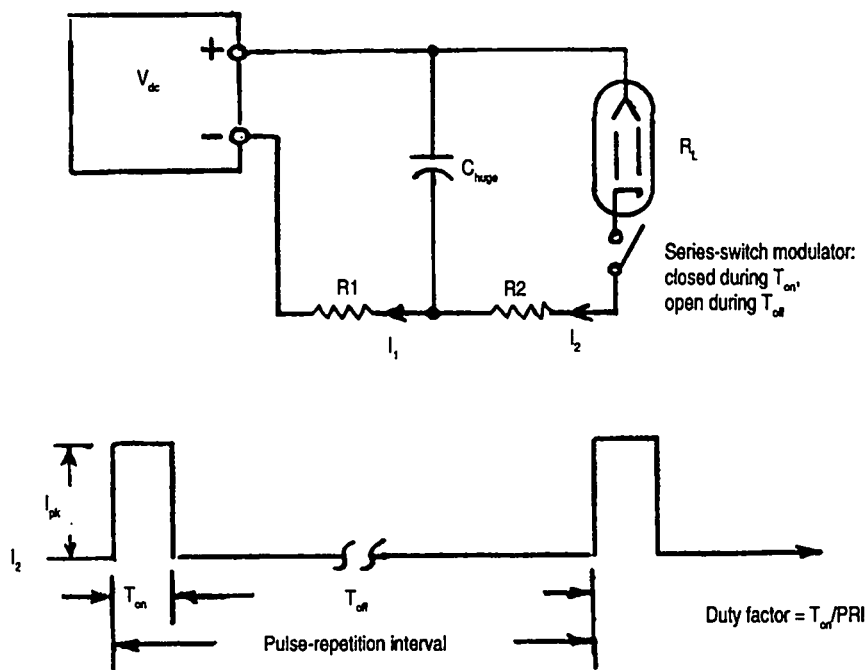 +
V_dc
−
C_huge
R_L
Series-switch modulator:
closed during T_on,
open during T_off
R1
R2
I_1
I_2
I_pk
I_2
T_on
T_off
Duty factor = T_on/PRI
Pulse-repetition interval